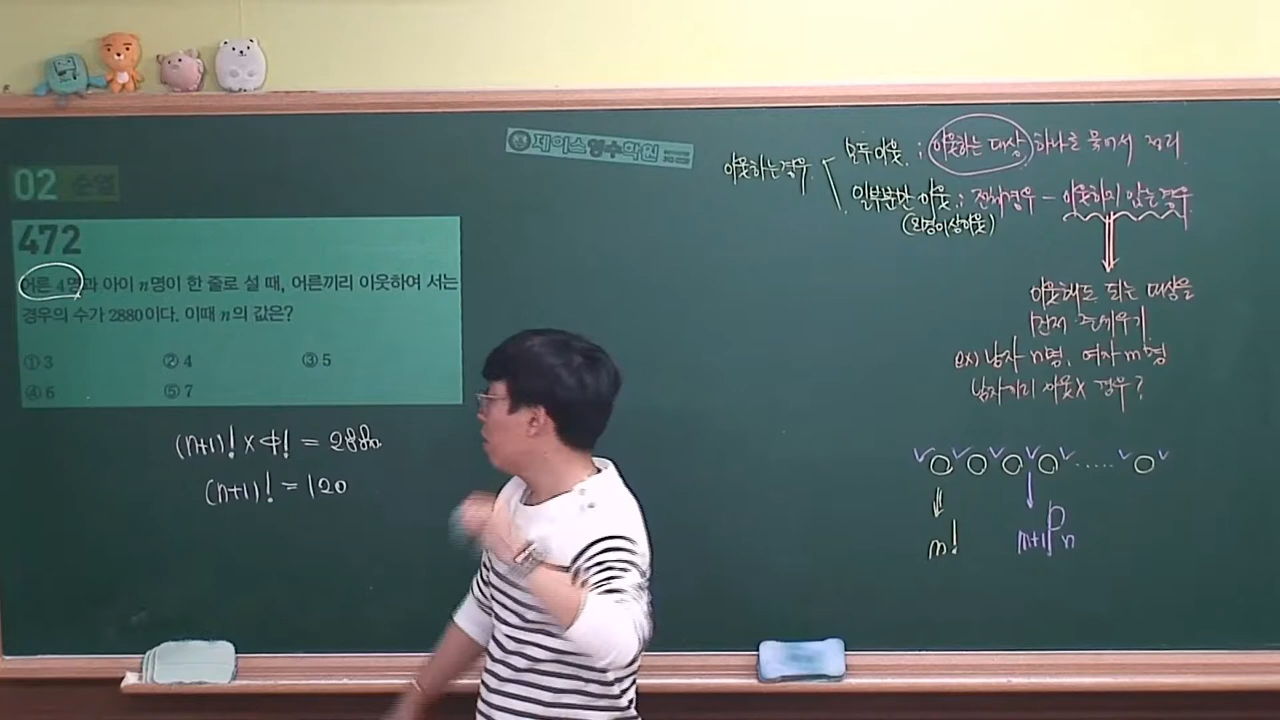 제이스영수학원
02 순열
472
어른 4명과 아이 n명이 한 줄로 설 때, 어른끼리 이웃하여 서는
경우의 수가 2880이다. 이때 n의 값은?
① 3 ② 4 ③ 5
④ 6 ⑤ 7
(n+1)! × 4! = 2880
(n+1)! = 120
이웃하는 경우
모두 이웃 : 이웃하는 대상 하나로 묶어서 정리
일부분만 이웃 : 전체경우 - 이웃하지 않는 경우
이웃해도 되는 대상을
먼저 줄세우기
ex) 남자 n명, 여자 m명
남자끼리 이웃X 경우?
m!
m+1Pn